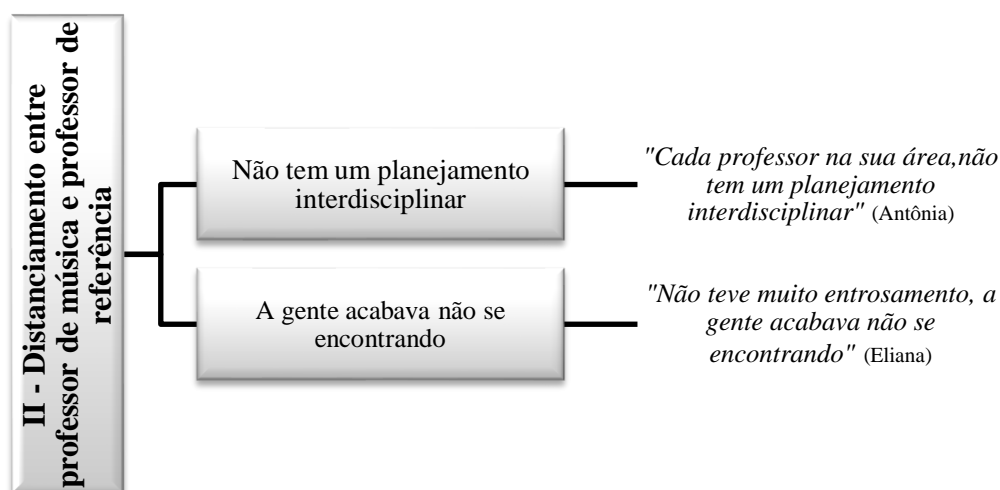 II - Distanciamento entre
professor de música e professor de
referência
Não tem um planejamento
interdisciplinar
"Cada professor na sua área,não
tem um planejamento
interdisciplinar" (Antônia)
A gente acabava não se
encontrando
"Não teve muito entrosamento, a
gente acabava não se
encontrando" (Eliana)